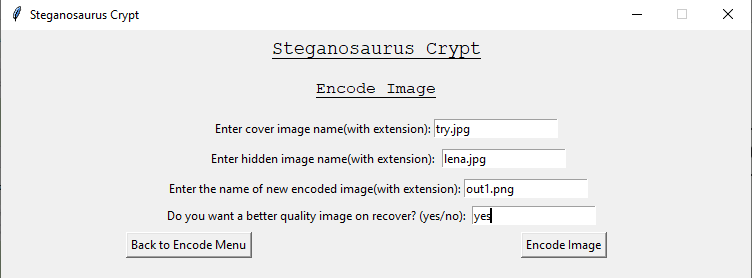 Steganosaurus Crypt
Steganosaurus Crypt
Encode Image
Enter cover image name(with extension): try.jpg
Enter hidden image name(with extension): lena.jpg
Enter the name of new encoded image(with extension): out1.png
Do you want a better quality image on recover? (yes/no): yes
Back to Encode Menu Encode Image